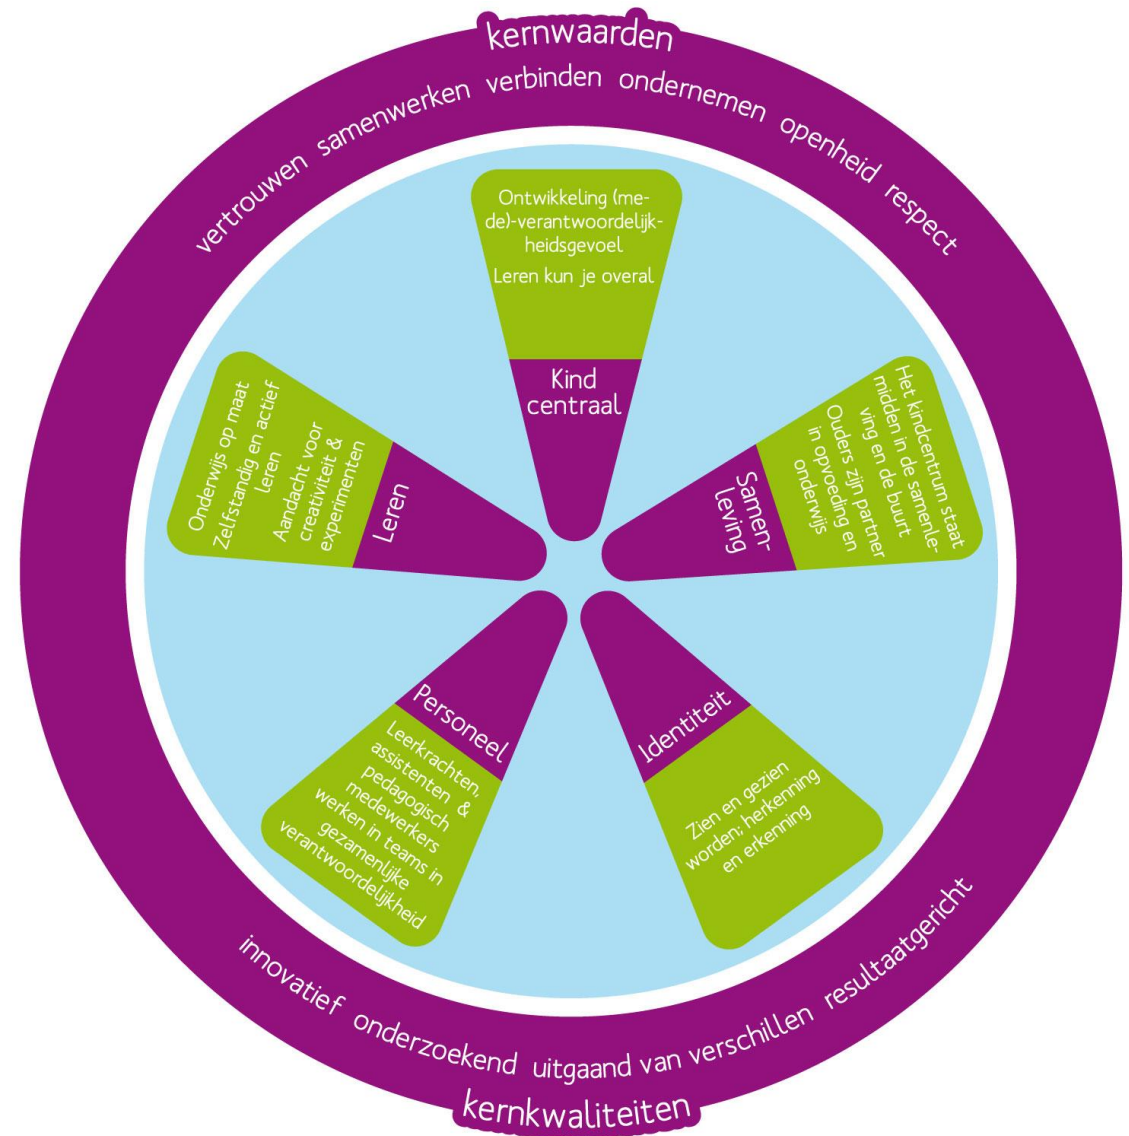 kernwaarden
vertrouwen samenwerken verbinden ondernemen openheid respect
Ontwikkeling (me-
de)-verantwoordelijk-
heidsgevoel
Leren kun je overal
Kind
centraal
Het kindcentrum staat
midden in de samenle-
ving en de buurt
Ouders zijn partner
in opvoeding en
onderwijs
Samen-
leving
Identiteit
Zien en gezien
worden; herkenning
en erkenning
Personeel
Leerkrachten,
assistenten &
pedagogisch
medewerkers
werken in teams in
gezamenlijke
verantwoordelijkheid
Onderwijs op maat
Zelfstandig en actief
leren
Aandacht voor
creativiteit &
experimenten
Leren
innovatief onderzoekend uitgaand van verschillen resultaatgericht
kernkwaliteiten